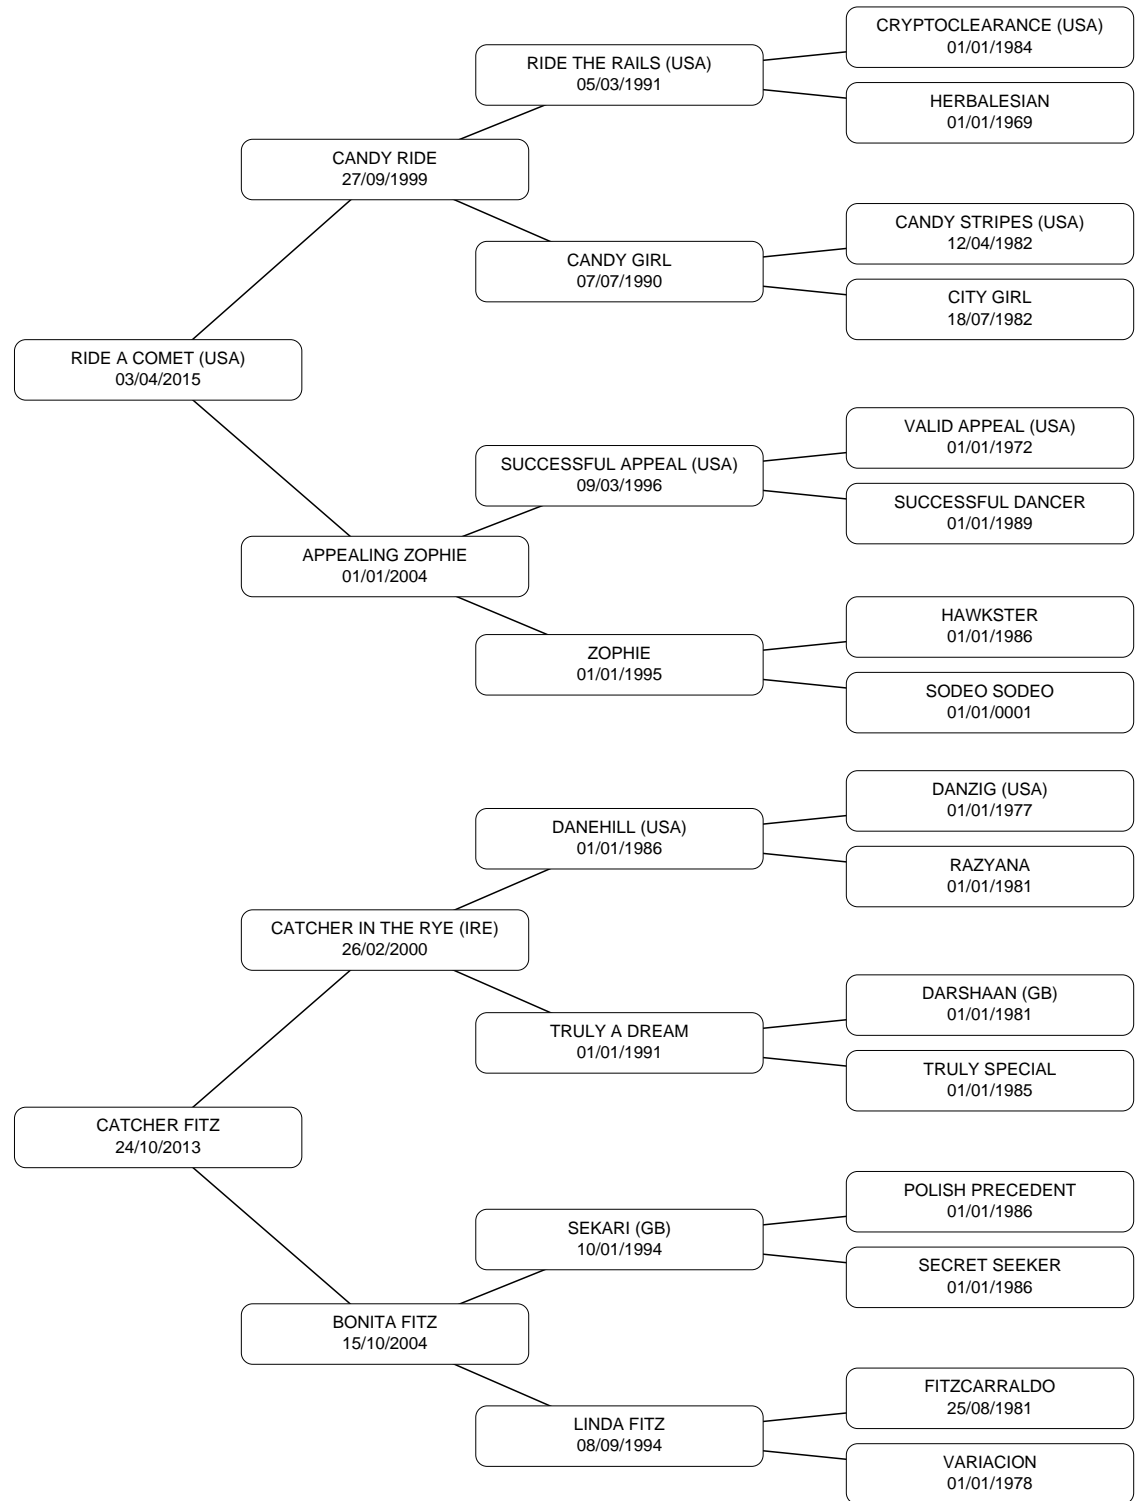 CRYPTOCLEARANCE (USA)
01/01/1984
RIDE THE RAILS (USA)
05/03/1991
HERBALESIAN
01/01/1969
CANDY RIDE
27/09/1999
CANDY STRIPES (USA)
12/04/1982
CANDY GIRL
07/07/1990
CITY GIRL
18/07/1982
RIDE A COMET (USA)
03/04/2015
VALID APPEAL (USA)
01/01/1972
SUCCESSFUL APPEAL (USA)
09/03/1996
SUCCESSFUL DANCER
01/01/1989
APPEALING ZOPHIE
01/01/2004
HAWKSTER
01/01/1986
ZOPHIE
01/01/1995
SODEO SODEO
01/01/0001
DANZIG (USA)
01/01/1977
DANEHILL (USA)
01/01/1986
RAZYANA
01/01/1981
CATCHER IN THE RYE (IRE)
26/02/2000
DARSHAAN (GB)
01/01/1981
TRULY A DREAM
01/01/1991
TRULY SPECIAL
01/01/1985
CATCHER FITZ
24/10/2013
POLISH PRECEDENT
01/01/1986
SEKARI (GB)
10/01/1994
SECRET SEEKER
01/01/1986
BONITA FITZ
15/10/2004
FITZCARRALDO
25/08/1981
LINDA FITZ
08/09/1994
VARIACION
01/01/1978